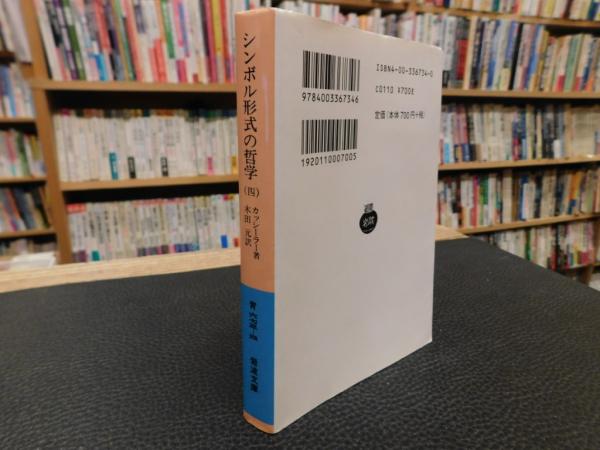 シンボル形式の哲学
(四)
カッシーラー著
木田 元訳
岩波文庫
9784003367346
1920110007005
ISBN4-00-336734-0
C0110 ¥700E
定価(本体700円+税)